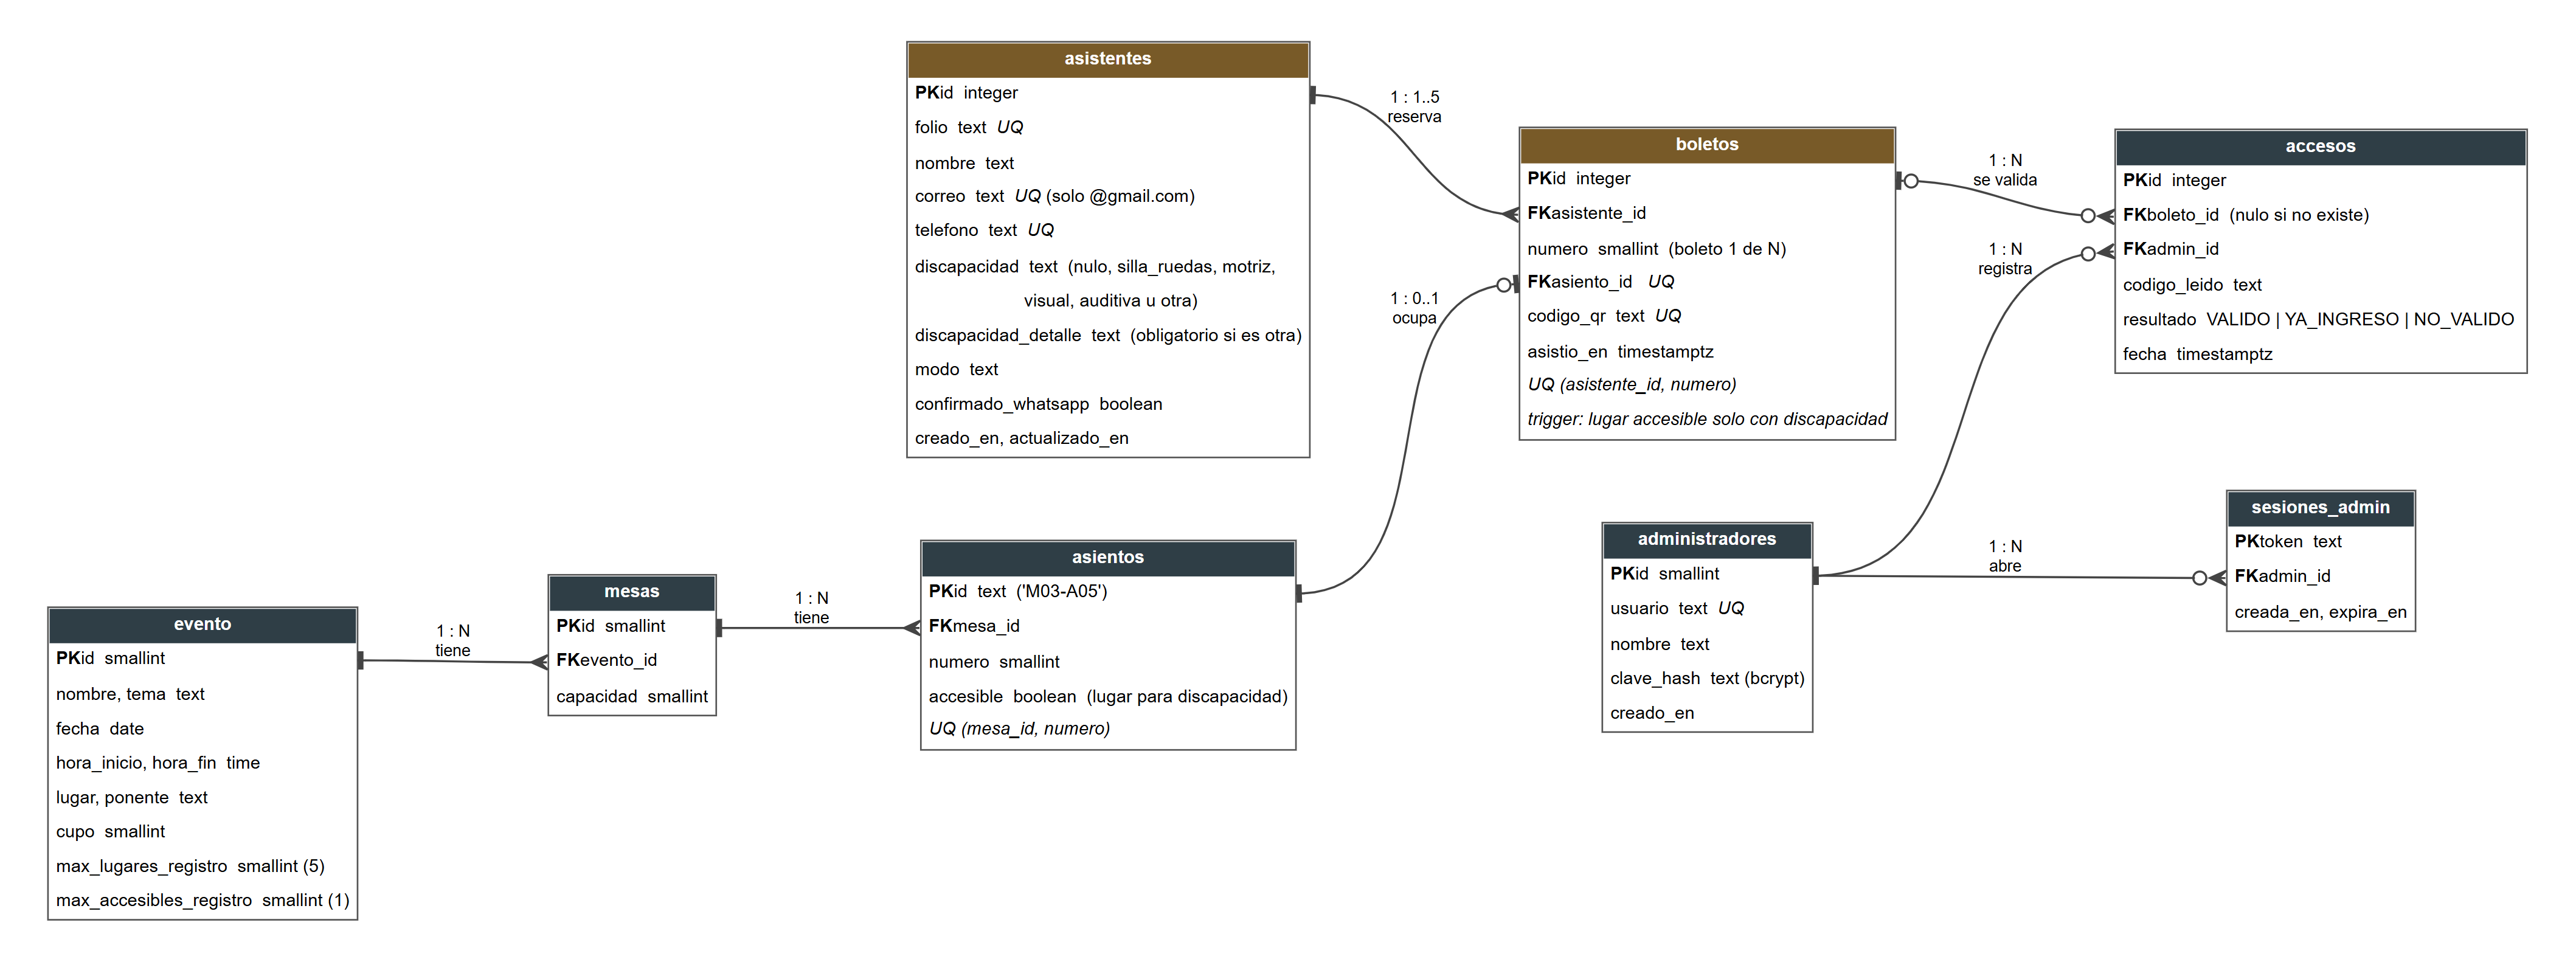 asistentes
PKid integer
folio text UQ
nombre text
correo text UQ (solo @gmail.com)
telefono text UQ
discapacidad text (nulo, silla_ruedas, motriz,
visual, auditiva u otra)
discapacidad_detalle text (obligatorio si es otra)
modo text
confirmado_whatsapp boolean
creado_en, actualizado_en
1 : 1..5
reserva
boletos
PKid integer
FKasistente_id
numero smallint (boleto 1 de N)
FKasiento_id UQ
codigo_qr text UQ
asistio_en timestamptz
UQ (asistente_id, numero)
trigger: lugar accesible solo con discapacidad
1 : N
se valida
1 : N
registra
accesos
PKid integer
FKboleto_id (nulo si no existe)
FKadmin_id
codigo_leido text
resultado VALIDO | YA_INGRESO | NO_VALIDO
fecha timestamptz
1 : 0..1
ocupa
evento
PKid smallint
nombre, tema text
fecha date
hora_inicio, hora_fin time
lugar, ponente text
cupo smallint
max_lugares_registro smallint (5)
max_accesibles_registro smallint (1)
1 : N
tiene
mesas
PKid smallint
FKevento_id
capacidad smallint
1 : N
tiene
asientos
PKid text ('M03-A05')
FKmesa_id
numero smallint
accesible boolean (lugar para discapacidad)
UQ (mesa_id, numero)
administradores
PKid smallint
usuario text UQ
nombre text
clave_hash text (bcrypt)
creado_en
1 : N
abre
sesiones_admin
PKtoken text
FKadmin_id
creada_en, expira_en